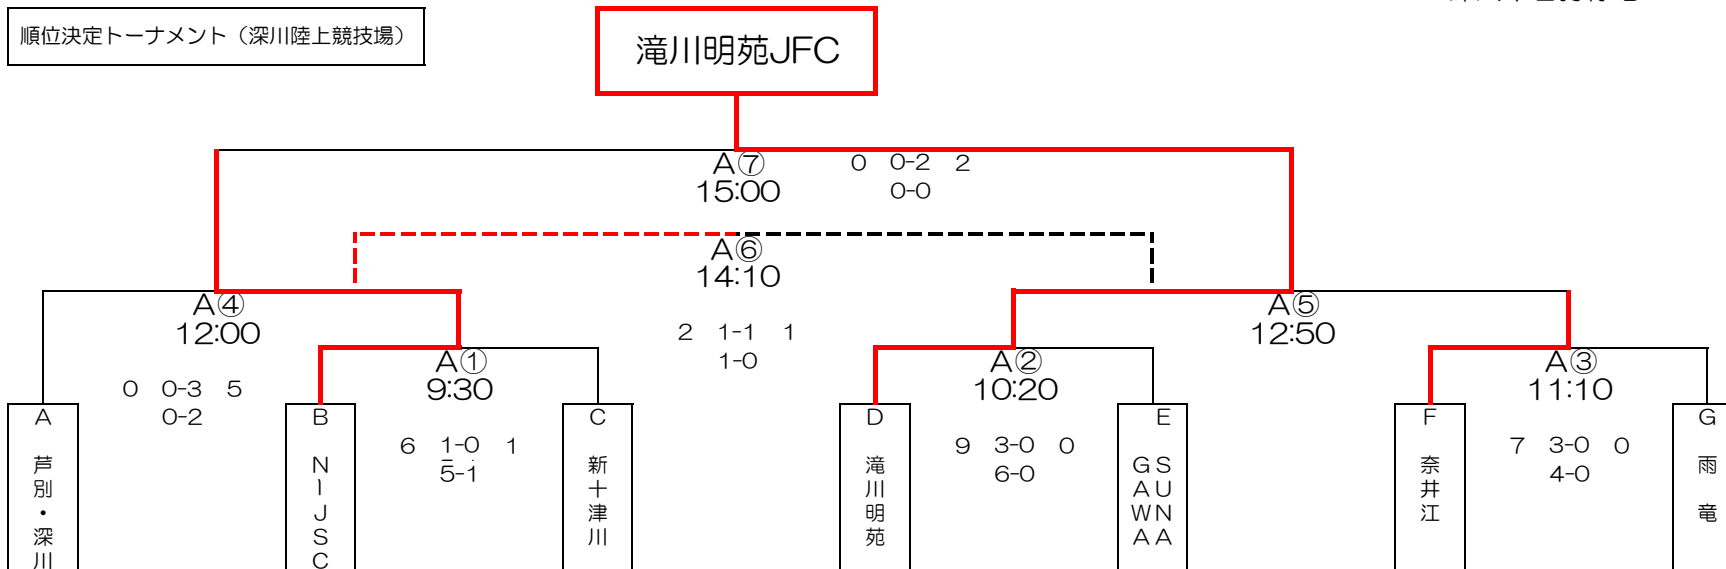 順位決定トーナメント（深川陸上競技場）
滝川明苑JFC
A⑦
15:00
0 0-2 2
0-0
A⑥
14:10
2 1-1 1
1-0
A④
12:00
0 0-3 5
0-2
A⑤
12:50
A①
9:30
6 1-0 1
5-1
A②
10:20
9 3-0 0
6-0
A③
11:10
7 3-0 0
4-0
A
芦別・深川
B
NIJSC
C
新十津川
D
滝川明苑
E
SUNA
GAWA
F
奈井江
G
雨竜